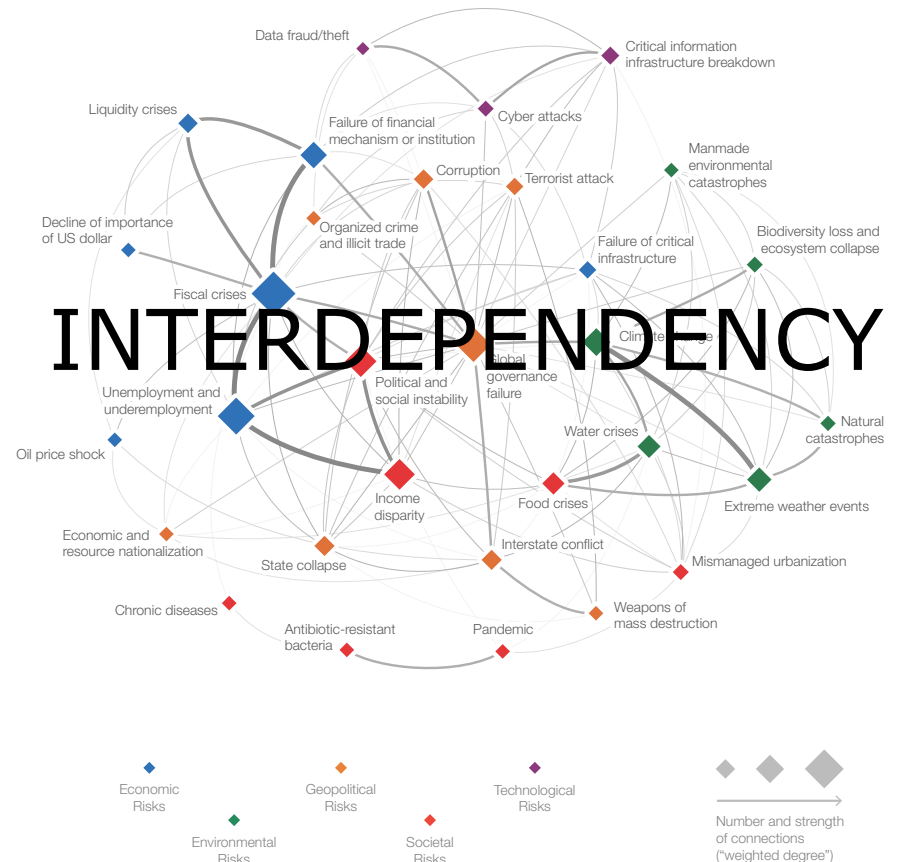 Data fraud/theft
Critical information
infrastructure breakdown
Liquidity crises
Cyber attacks
Failure of financial
mechanism or institution
Manmade
environmental
catastrophes
Corruption
Terrorist attack
Decline of importance
of US dollar
Organized crime
and illicit trade
Failure of critical
infrastructure
Biodiversity loss and
ecosystem collapse
Fiscal crises
INTERDEPENDENCY
Climate change
Global
governance
failure
Political and
social instability
Unemployment and
underemployment
Oil price shock
Water crises
Natural
catastrophes
Income
disparity
Food crises
Extreme weather events
Economic and
resource nationalization
State collapse
Interstate conflict
Mismanaged urbanization
Chronic diseases
Weapons of
mass destruction
Antibiotic-resistant
bacteria
Pandemic
Economic
Risks
Geopolitical
Risks
Technological
Risks
Environmental
Risks
Societal
Risks
Number and strength
of connections
(“weighted degree”)